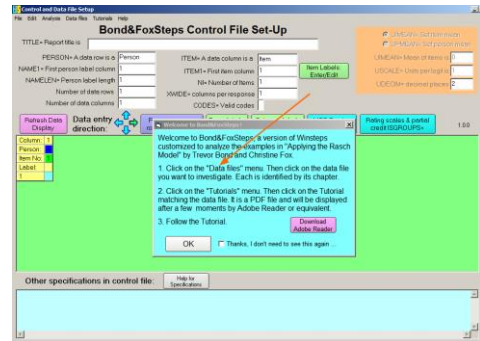 Control and Data File Setup
File Edit Analysis Data files Tutorials Help
Bond&FoxSteps Control File Set-Up
TITLE= Report title is
PERSON= A data row is a Person
NAME1= First person label column 1
NAMELEN= Person label length 1
Number of data rows 1
Number of data columns 1
ITEM= A data column is a Item
ITEM1= First item column 1
NI= Number of items 1
XWIDE= columns per response 1
CODES= Valid codes
Item Labels:
Enter/Edit
UIMEAN= Set item mean
UPMEAN= Set person mean
UMEAN= Mean of items is 0
USCALE= Units per logit is 1
UDECIM= decimal places 2
Refresh Data
Display
Data entry
direction:
Rating scales & partial
credit ISGROUPS=
1.00
Column: 1
Person:
Item No: 1
Label:
1
Welcome to Bond&FoxSteps!
Welcome to Bond&FoxSteps, a version of Winsteps
customized to analyze the examples in "Applying the Rasch
Model" by Trevor Bond and Christine Fox.
1. Click on the "Data files" menu. Then click on the data file
you want to investigate. Each is identified by its chapter.
2. Click on the "Tutorials" menu. Then click on the Tutorial
matching the data file. It is a PDF file and will be displayed
after a few moments by Adobe Reader or equivalent.
3. Follow the Tutorial.
Download
Adobe Reader
OK
Thanks, I don't need to see this again ...
Other specifications in control file:
Help for
Specifications